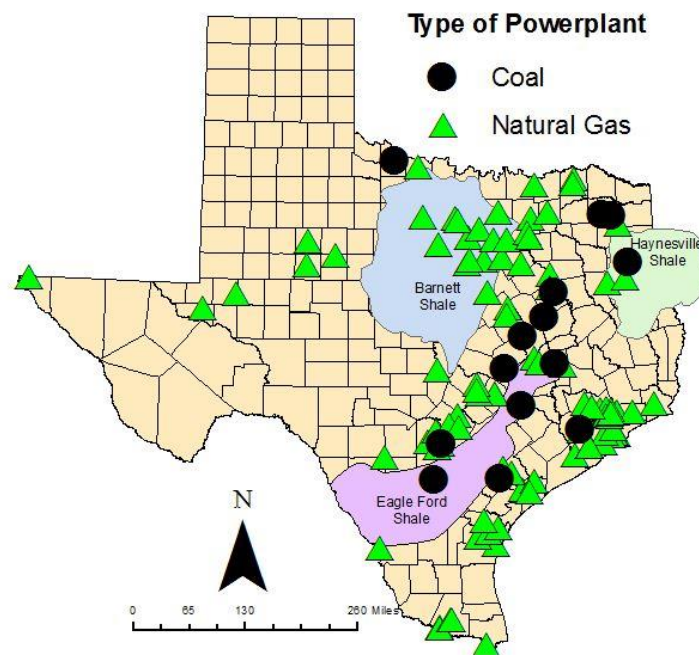 Type of Powerplant
Coal
Natural Gas
Haynesville
Shale
Barnett
Shale
Eagle Ford
Shale
N
0 65 130 260 Miles